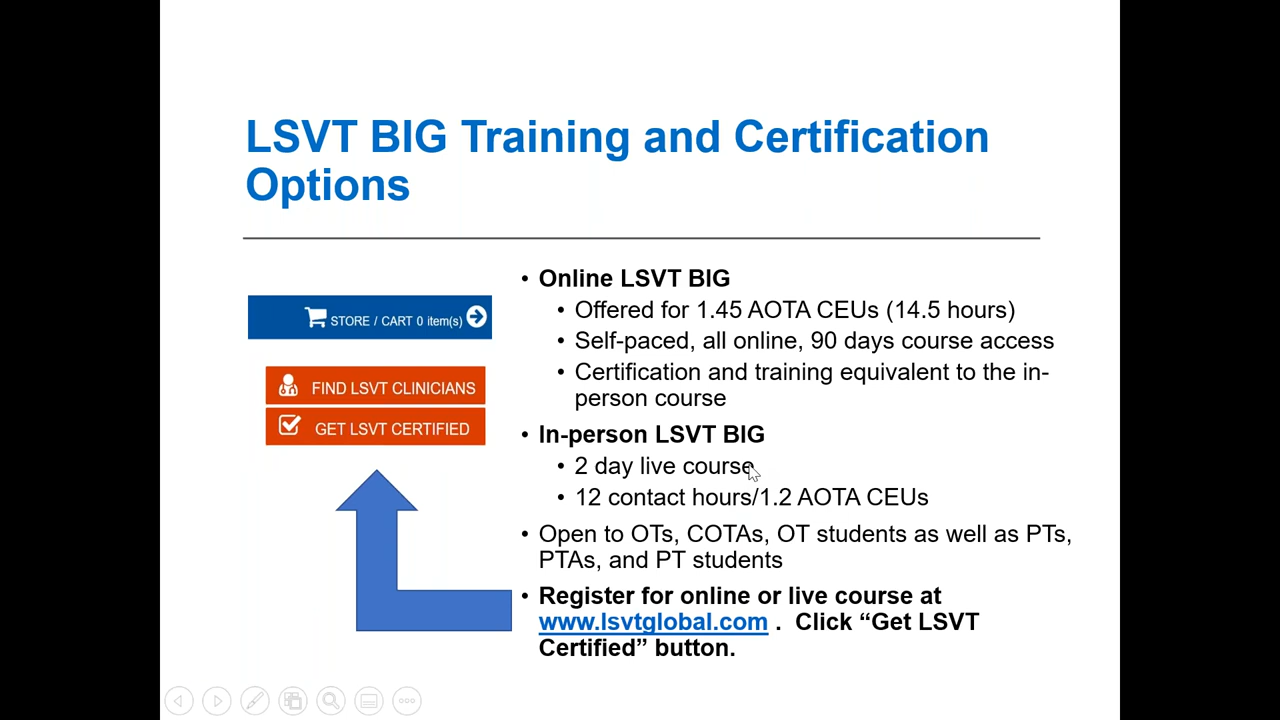 LSVT BIG Training and Certification
Options
STORE / CART 0 item(s)
FIND LSVT CLINICIANS
GET LSVT CERTIFIED
• Online LSVT BIG
• Offered for 1.45 AOTA CEUs (14.5 hours)
• Self-paced, all online, 90 days course access
• Certification and training equivalent to the in-
person course
• In-person LSVT BIG
• 2 day live course
• 12 contact hours/1.2 AOTA CEUs
• Open to OTs, COTAs, OT students as well as PTs,
PTAs, and PT students
• Register for online or live course at
www.lsvtglobal.com . Click “Get LSVT
Certified” button.